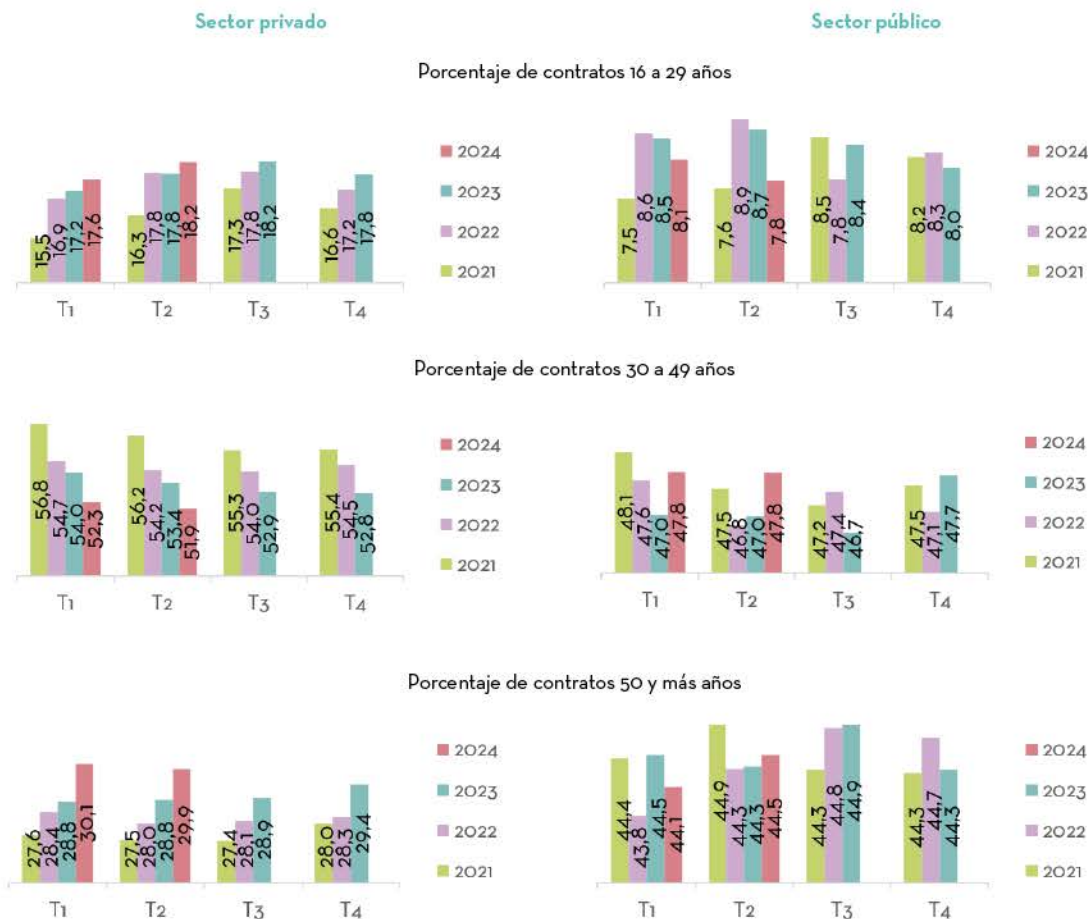 Sector privado
Sector público
Porcentaje de contratos 16 a 29 años
15,5 16,9 17,2 17,6 16,3 17,8 17,8 18,2 17,3 17,8 18,2 16,6 17,2 17,8
T1 T2 T3 T4
2024
2023
2022
2021
7,5 8,6 8,5 8,1 7,6 8,9 8,7 7,8 8,5 7,8 8,4 8,2 8,3 8,0
T1 T2 T3 T4
2024
2023
2022
2021
Porcentaje de contratos 30 a 49 años
56,8 54,7 54,0 52,3 56,2 54,2 53,4 51,9 55,3 54,0 52,9 55,4 54,5 52,8
T1 T2 T3 T4
2024
2023
2022
2021
48,1 47,6 47,0 47,8 47,5 46,8 47,0 47,8 47,2 47,4 46,7 47,5 47,1 47,7
T1 T2 T3 T4
2024
2023
2022
2021
Porcentaje de contratos 50 y más años
27,6 28,4 28,8 30,1 27,5 28,0 28,8 29,9 27,4 28,1 28,9 28,0 28,3 29,4
T1 T2 T3 T4
2024
2023
2022
2021
44,4 43,8 44,5 44,1 44,9 44,3 44,3 44,5 44,3 44,8 44,9 44,3 44,7 44,3
T1 T2 T3 T4
2024
2023
2022
2021